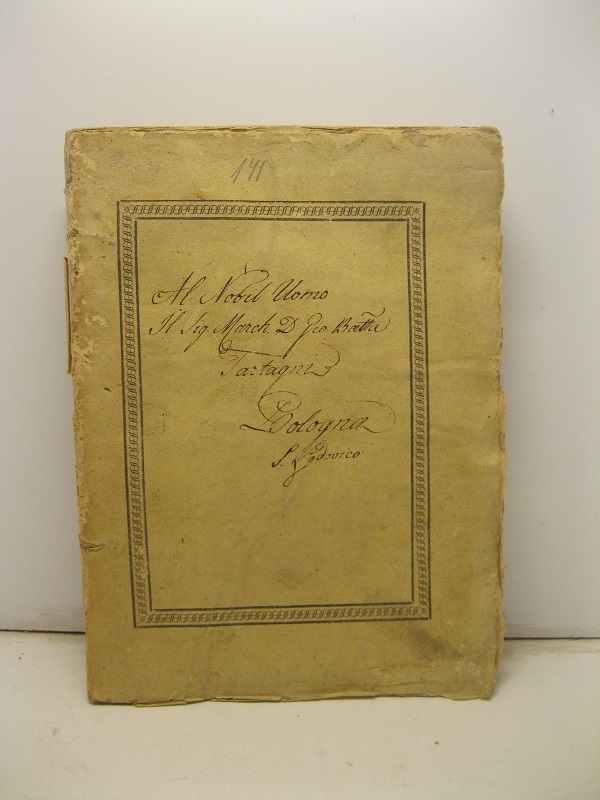 141
Al Nobil Uomo
Il Sig March. D Gio Batta
Tartagni
Bologna
S. Lodovico